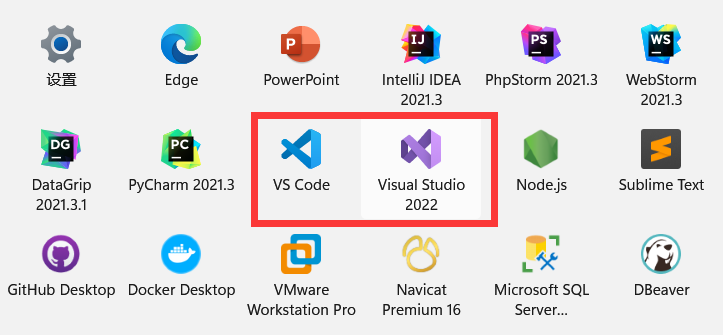 IJ
PS
WS
设置
Edge
P
PowerPoint
IntelliJ IDEA
2021.3
PhpStorm 2021.3
WebStorm
2021.3
DG
PC
DataGrip
2021.3.1
PyCharm 2021.3
VS Code
Visual Studio
2022
Node.js
Sublime Text
GitHub Desktop
Docker Desktop
VMware
Workstation Pro
Navicat
Premium 16
Microsoft SQL
Server...
DBeaver